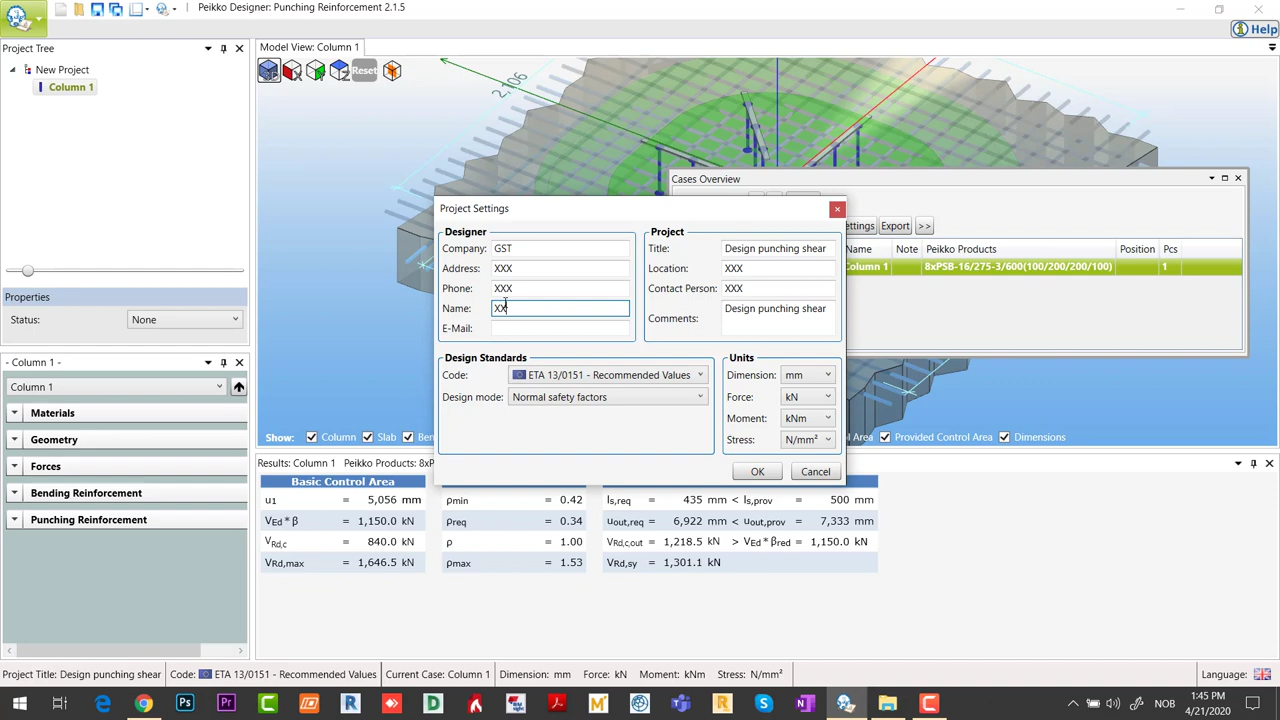 Peikko Designer: Punching Reinforcement 2.1.5
Help
Project Tree
New Project
Column 1
Model View: Column 1
Reset
2,106
Cases Overview
Export
>>
Name Note Peikko Products Position Pcs
Column 1 8xPSB-16/275-3/600(100/200/200/100) 1
Project Settings
Designer
Company: GST
Address: XXX
Phone: XXX
Name: XX
E-Mail:
Project
Title: Design punching shear
Location: XXX
Contact Person: XXX
Comments: Design punching shear
Design Standards
Code: ETA 13/0151 - Recommended Values
Design mode: Normal safety factors
Units
Dimension: mm
Force: kN
Moment: kNm
Stress: N/mm²
OK Cancel
Properties
Status: None
- Column 1 -
Column 1
Materials
Geometry
Forces
Bending Reinforcement
Punching Reinforcement
Show: Column Slab Provided Control Area Dimensions
Results: Column 1 Peikko Products:
Basic Control Area
u1 = 5,056 mm
VEd * β = 1,150.0 kN
VRd,c = 840.0 kN
VRd,max = 1,646.5 kN
ρmin = 0.42
ρreq = 0.34
ρ = 1.00
ρmax = 1.53
ls,req = 435 mm < ls,prov = 500 mm
uout,req = 6,922 mm < uout,prov = 7,333 mm
VRd,c,out = 1,218.5 kN > VEd * βred = 1,150.0 kN
VRd,sy = 1,301.1 kN
Project Title: Design punching shear Code: ETA 13/0151 - Recommended Values Current Case: Column 1 Dimension: mm Force: kN Moment: kNm Stress: N/mm² Language:
NOB
1:45 PM
4/21/2020